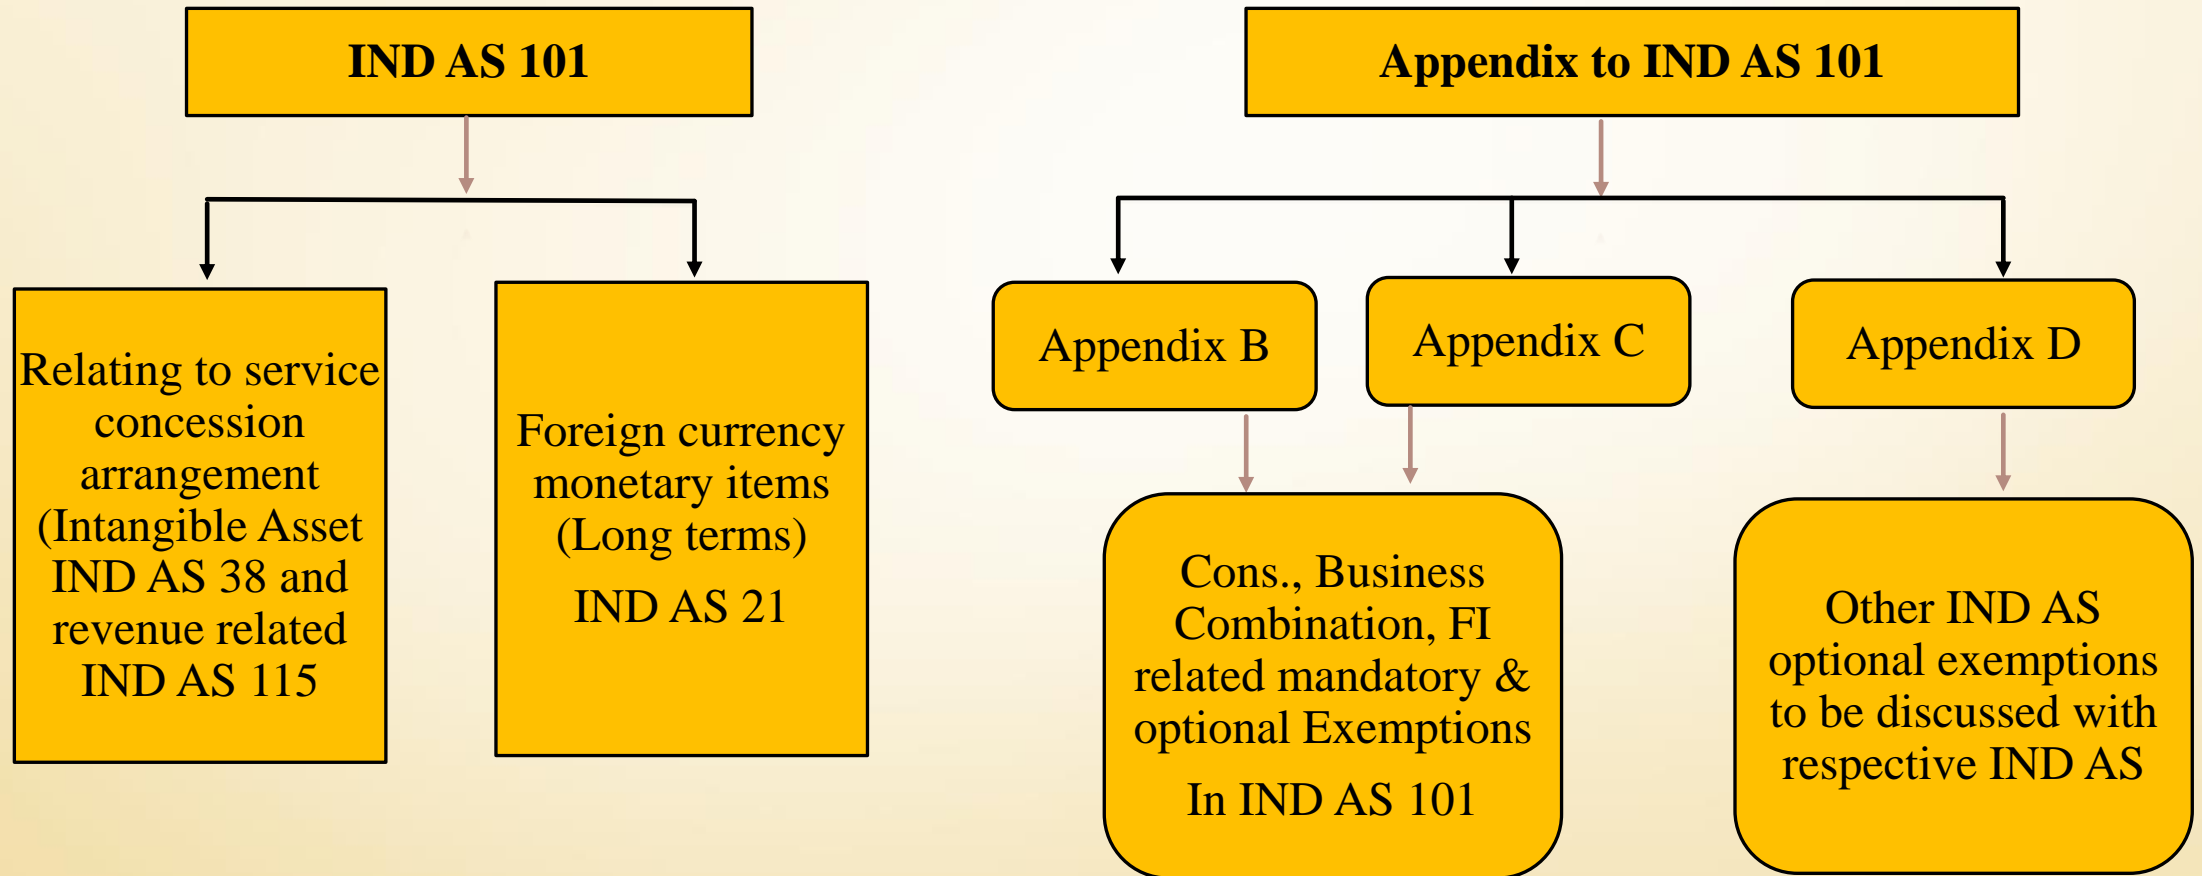 IND AS 101
Relating to service
concession
arrangement
(Intangible Asset
IND AS 38 and
revenue related
IND AS 115
Foreign currency
monetary items
(Long terms)
IND AS 21
Appendix to IND AS 101
Appendix B
Appendix C
Appendix D
Cons., Business
Combination, FI
related mandatory &
optional Exemptions
In IND AS 101
Other IND AS
optional exemptions
to be discussed with
respective IND AS